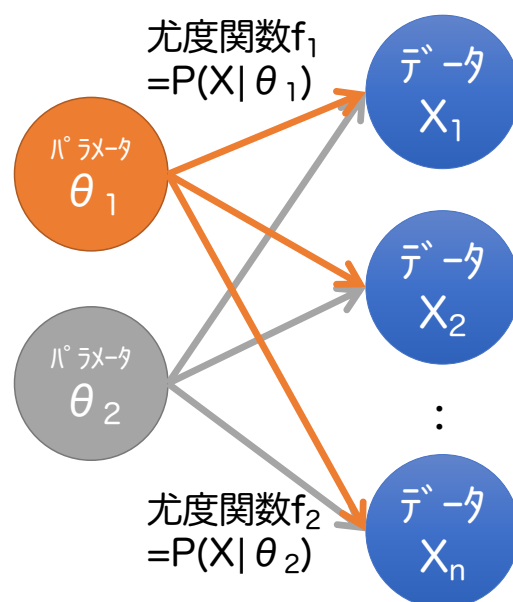 尤度関数f₁
=P(X|θ₁)
データ
X₁
パラメータ
θ₁
データ
X₂
パラメータ
θ₂
:
尤度関数f₂
=P(X|θ₂)
データ
Xₙ